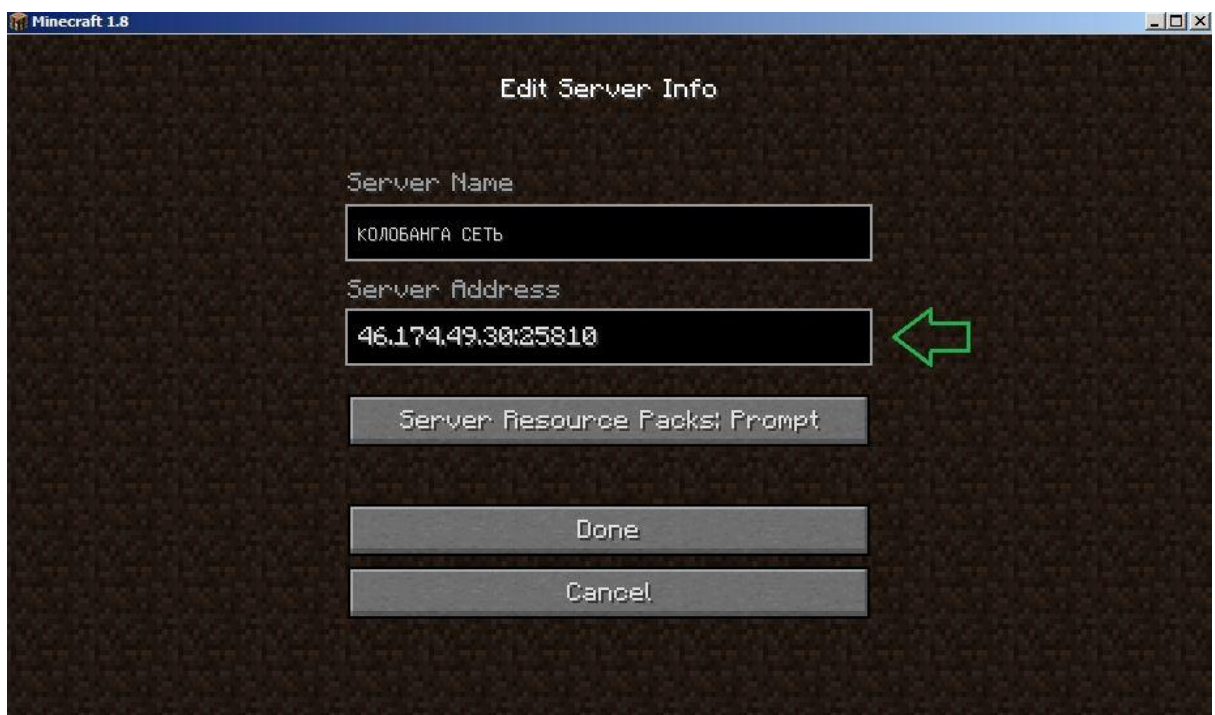 Minecraft 1.8
Edit Server Info
Server Name
КОЛОБАНГА СЕТЬ
Server Address
46.174.49.30:25810
Server Resource Packs: Prompt
Done
Cancel